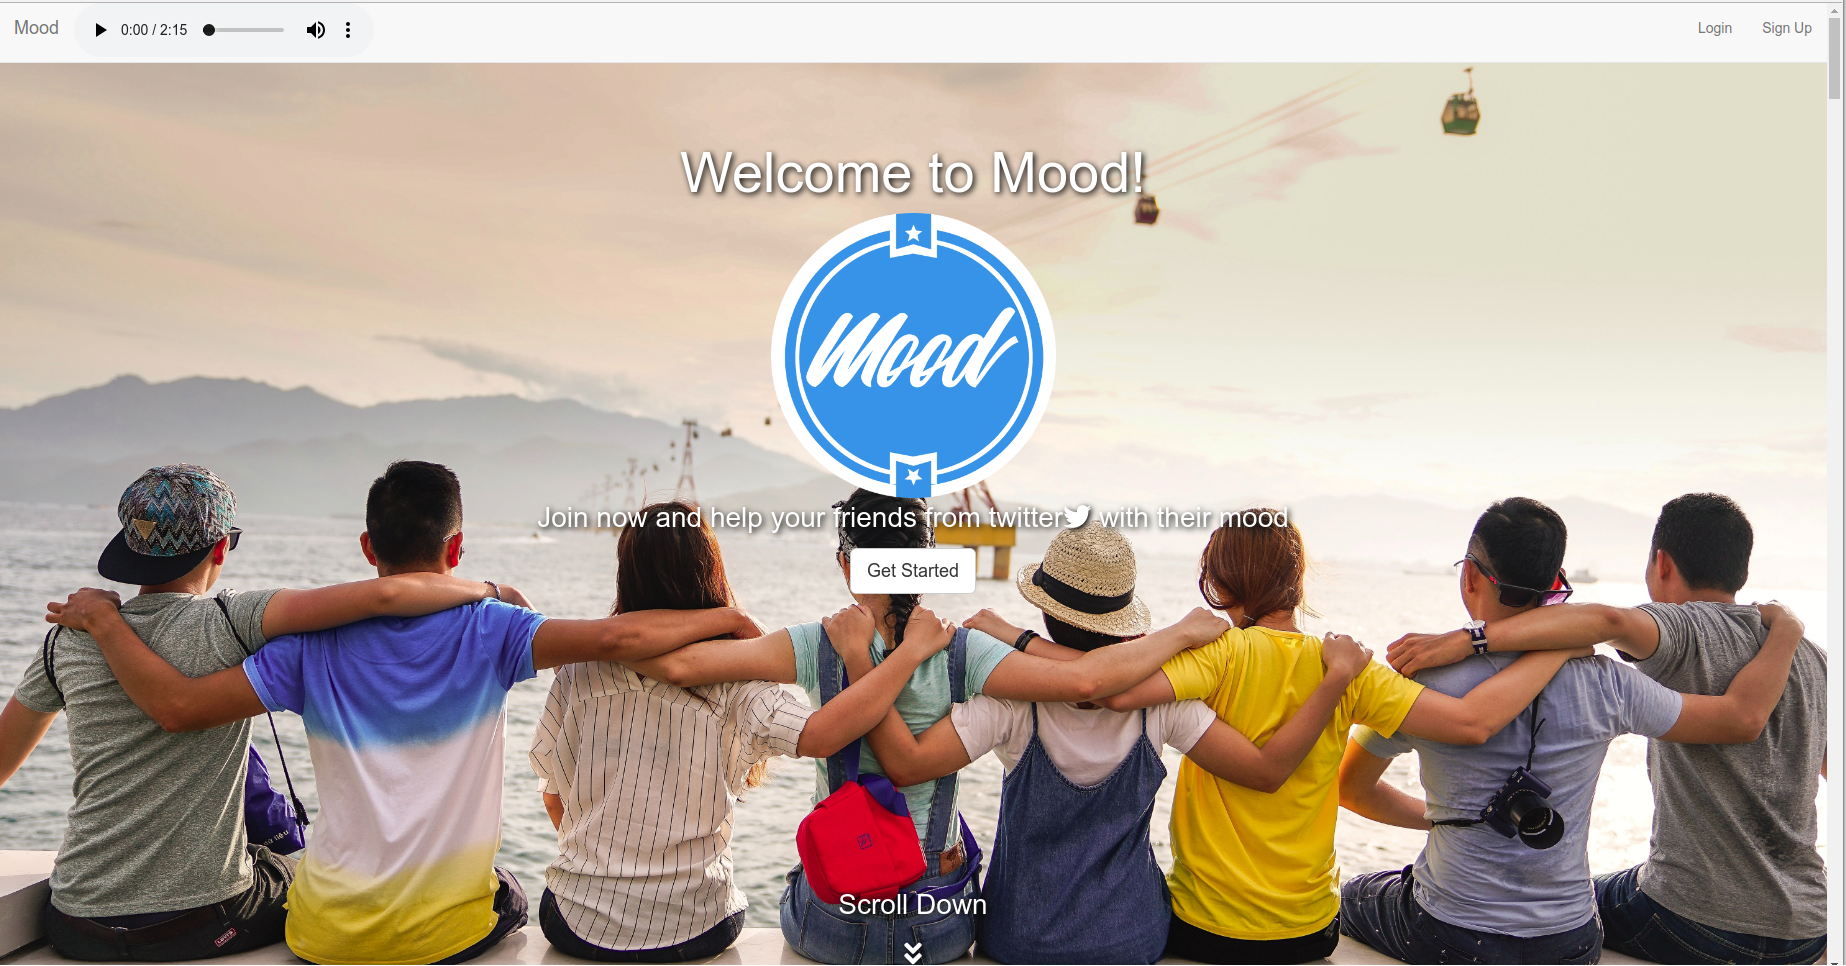 Mood
0:00 / 2:15
Login
Sign Up
Welcome to Mood!
Mood
Join now and help your friends from twitter with their mood
Get Started
Scroll Down